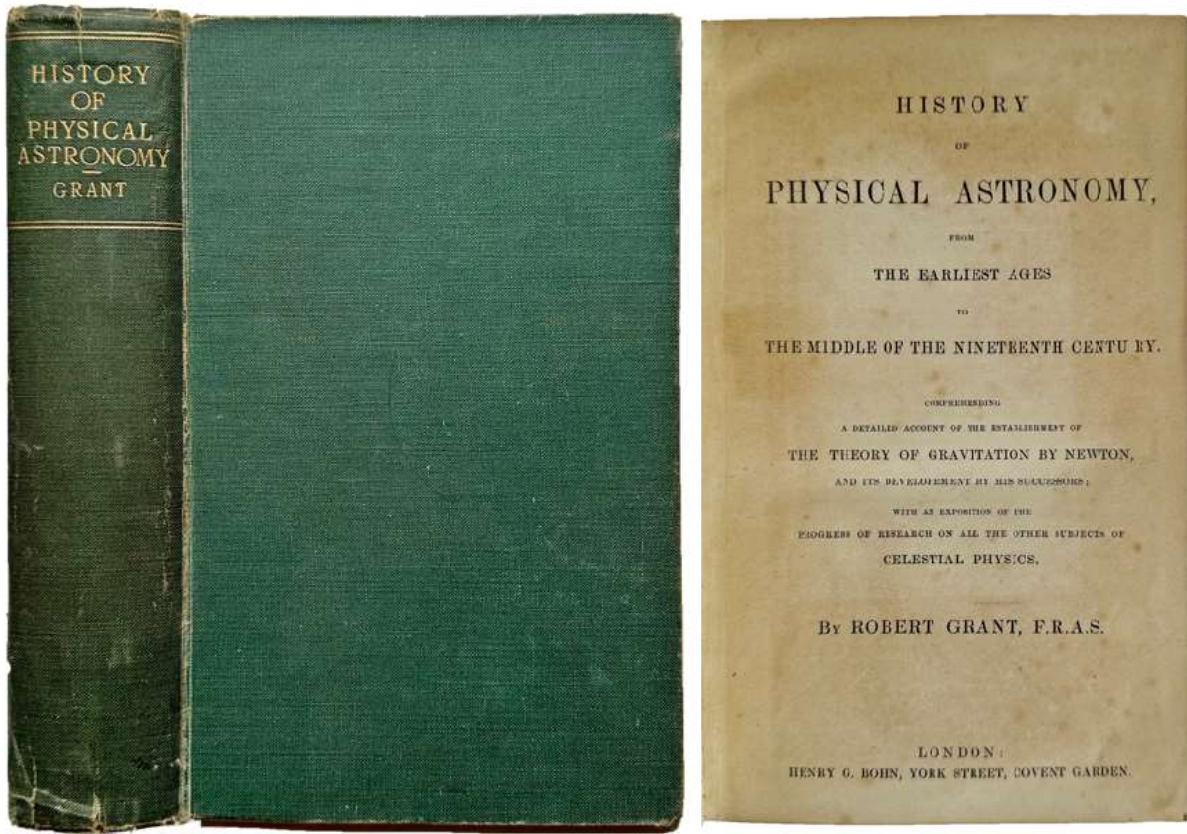 HISTORY
OF
PHYSICAL
ASTRONOMY
GRANT
HISTORY
OF
PHYSICAL ASTRONOMY,
FROM
THE EARLIEST AGES
TO
THE MIDDLE OF THE NINETEENTH CENTURY.
COMPREHENDING
A DETAILED ACCOUNT OF THE ESTABLISHMENT OF
THE THEORY OF GRAVITATION BY NEWTON,
AND ITS DEVELOPEMENT BY HIS SUCCESSORS;
WITH AN EXPOSITION OF THE
PROGRESS OF RESEARCH ON ALL THE OTHER SUBJECTS OF
CELESTIAL PHYSICS,
BY ROBERT GRANT, F.R.A.S.
LONDON:
HENRY G. BOHN, YORK STREET, COVENT GARDEN.